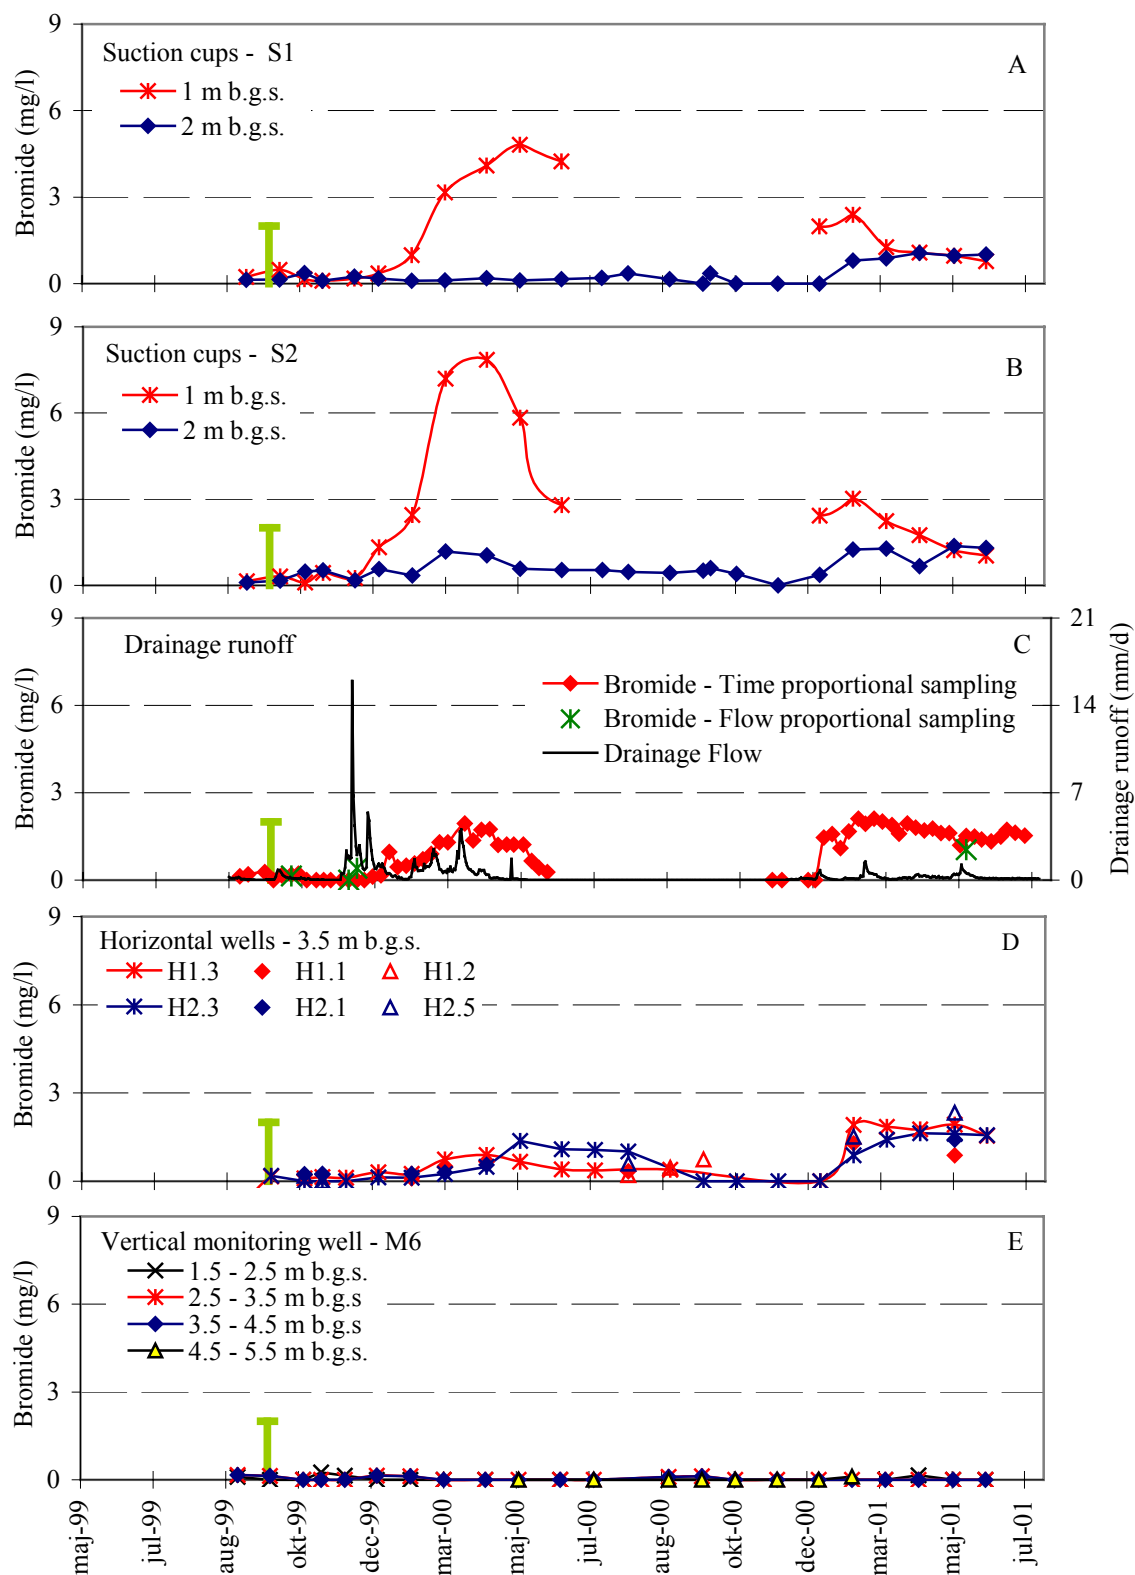 9
6
3
0
Bromide (mg/l)
Suction cups - S1
A
1 m b.g.s.
2 m b.g.s.
9
6
3
0
Bromide (mg/l)
Suction cups - S2
B
1 m b.g.s.
2 m b.g.s.
9
6
3
0
Bromide (mg/l)
Drainage runoff
C
Bromide - Time proportional sampling
Bromide - Flow proportional sampling
Drainage Flow
21
14
7
0
Drainage runoff (mm/d)
9
6
3
0
Bromide (mg/l)
Horizontal wells - 3.5 m b.g.s.
D
H1.3 H1.1 H1.2
H2.3 H2.1 H2.5
9
6
3
0
Bromide (mg/l)
Vertical monitoring well - M6
E
1.5 - 2.5 m b.g.s.
2.5 - 3.5 m b.g.s
3.5 - 4.5 m b.g.s
4.5 - 5.5 m b.g.s.
maj-99
jul-99
aug-99
okt-99
dec-99
mar-00
maj-00
jul-00
aug-00
okt-00
dec-00
mar-01
maj-01
jul-01